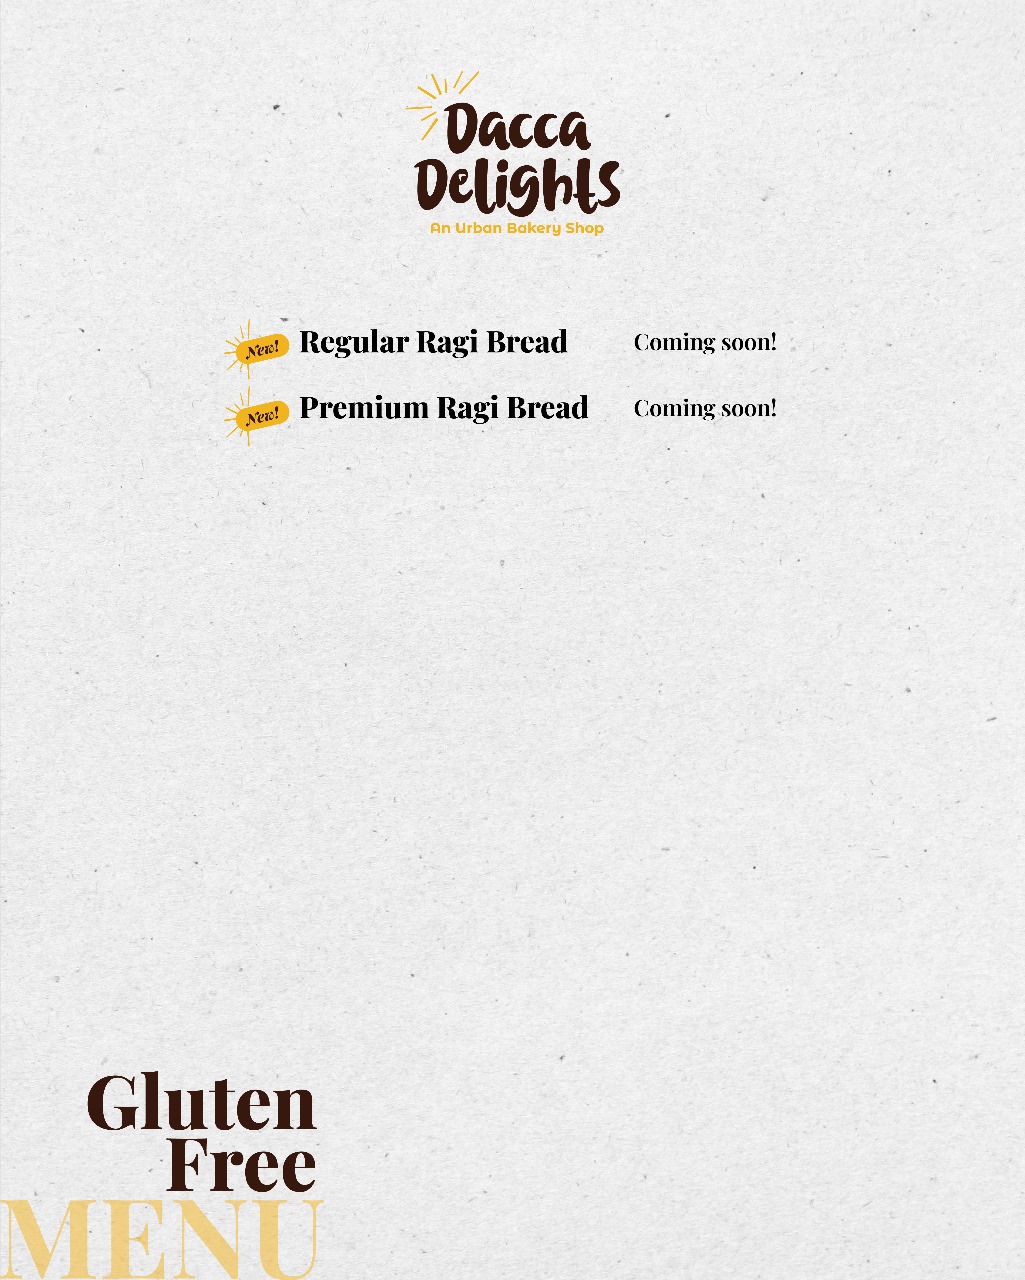 Dacca
Delights
An Urban Bakery Shop
New! Regular Ragi Bread Coming soon!
New! Premium Ragi Bread Coming soon!
Gluten
Free
MENU